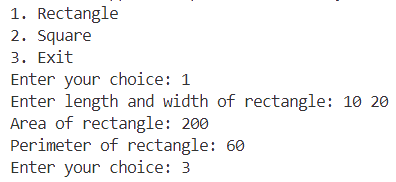 1. Rectangle
2. Square
3. Exit
Enter your choice: 1
Enter length and width of rectangle: 10 20
Area of rectangle: 200
Perimeter of rectangle: 60
Enter your choice: 3